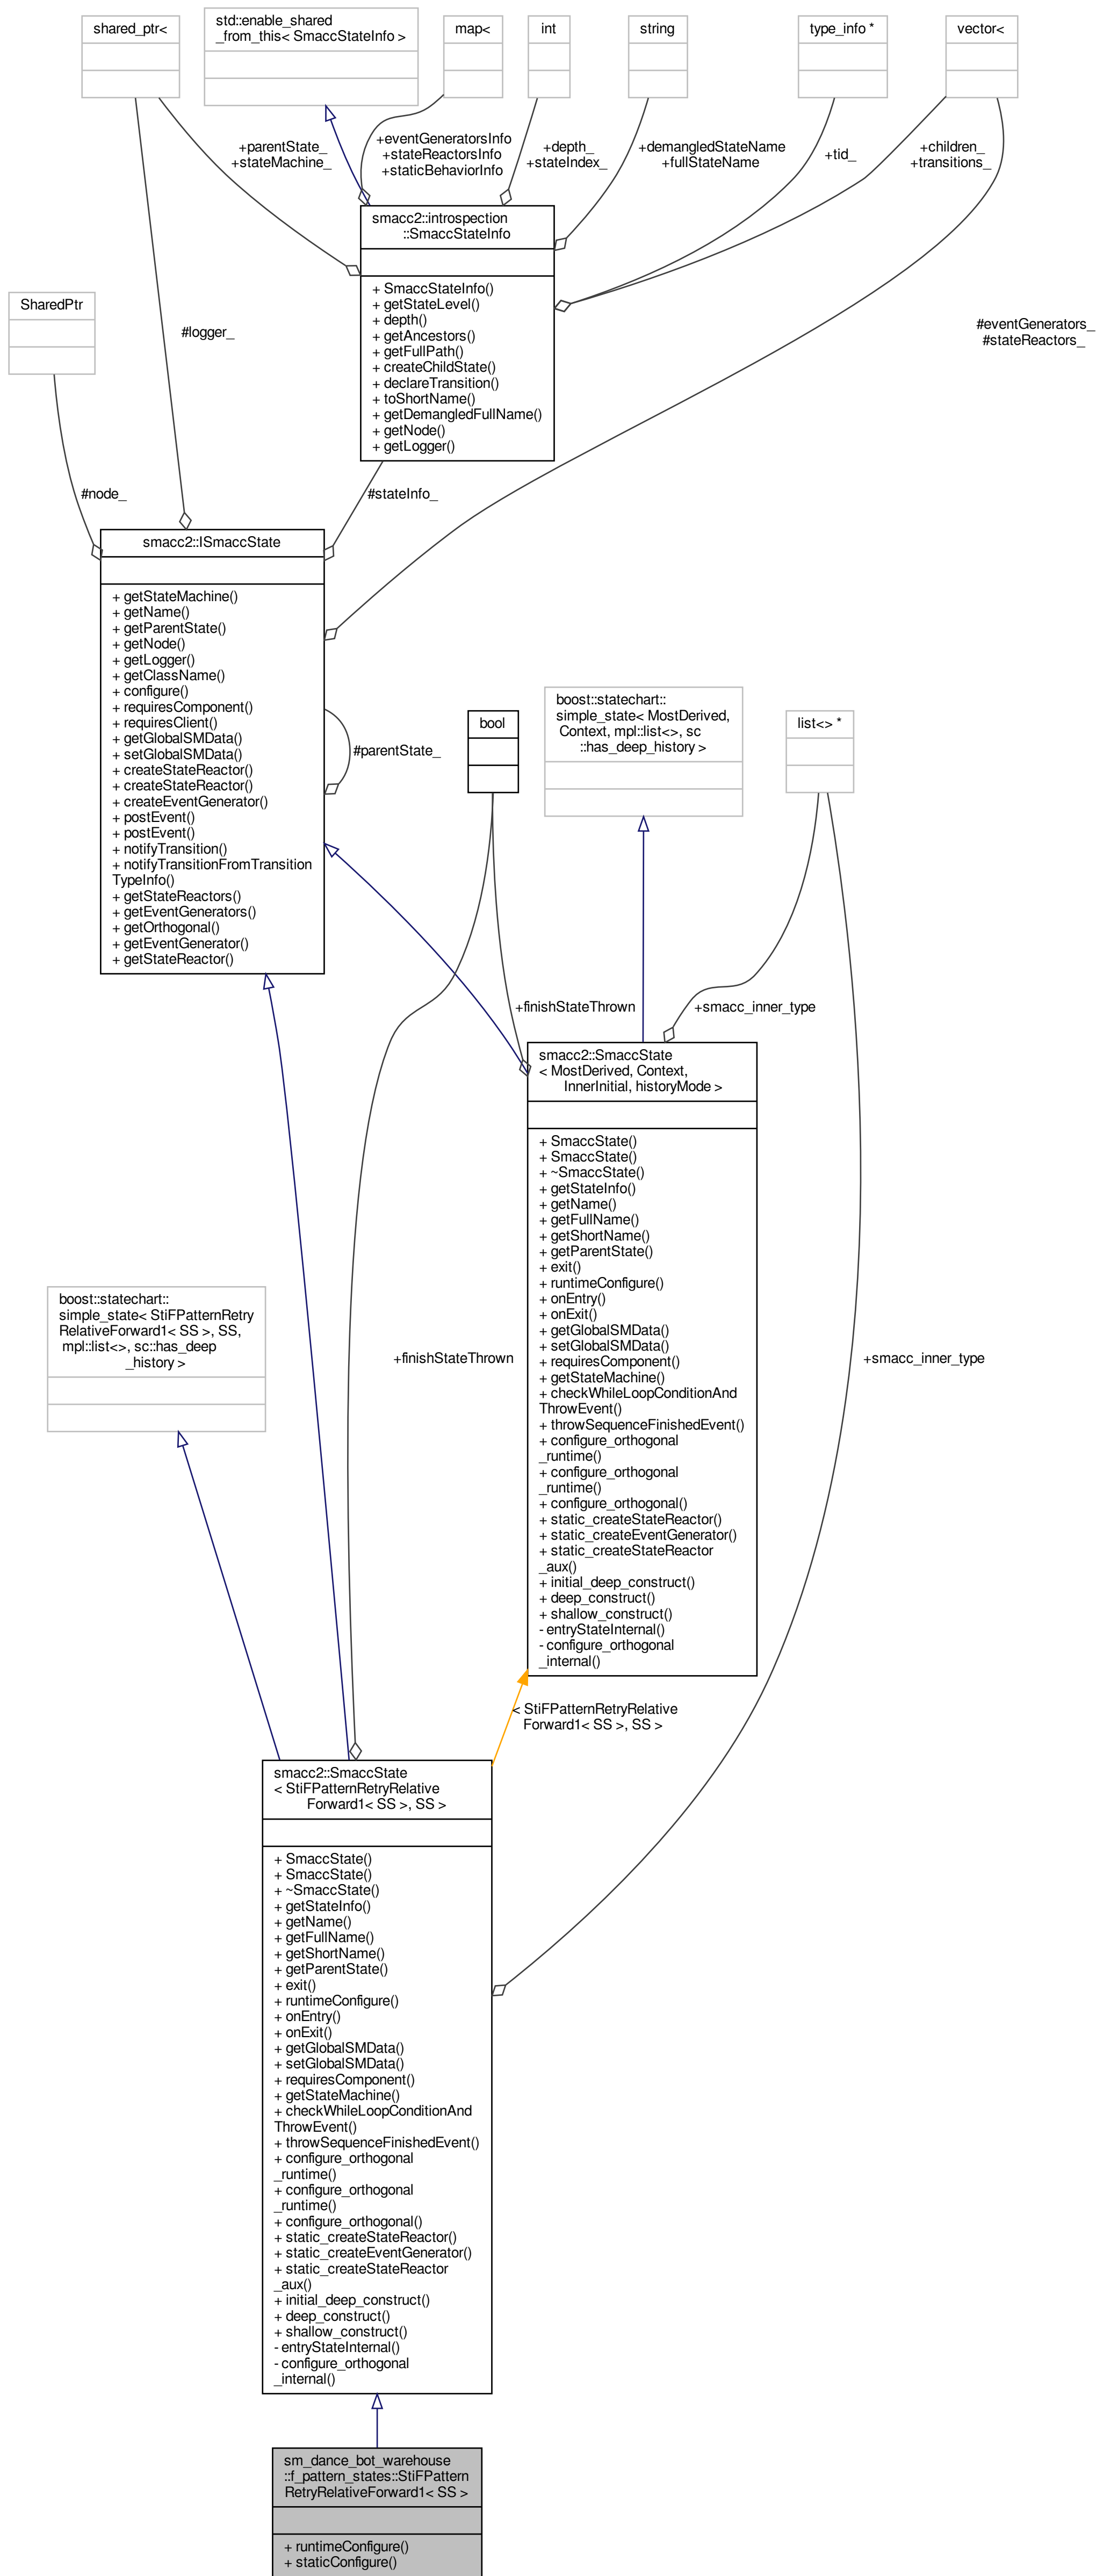 shared_ptr<
std::enable_shared
_from_this< SmaccStateInfo >
map<
int
string
type_info *
vector<
+parentState_
+stateMachine_
+eventGeneratorsInfo
+stateReactorsInfo
+staticBehaviorInfo
+depth_
+stateIndex_
+demangledStateName
+fullStateName
+tid_
+children_
+transitions_
smacc2::introspection
::SmaccStateInfo
+ SmaccStateInfo()
+ getStateLevel()
+ depth()
+ getAncestors()
+ getFullPath()
+ createChildState()
+ declareTransition()
+ toShortName()
+ getDemangledFullName()
+ getNode()
+ getLogger()
SharedPtr
#logger_
#eventGenerators_
#stateReactors_
#node_
#stateInfo_
smacc2::ISmaccState
+ getStateMachine()
+ getName()
+ getParentState()
+ getNode()
+ getLogger()
+ getClassName()
+ configure()
+ requiresComponent()
+ requiresClient()
+ getGlobalSMData()
+ setGlobalSMData()
+ createStateReactor()
+ createStateReactor()
+ createEventGenerator()
+ postEvent()
+ postEvent()
+ notifyTransition()
+ notifyTransitionFromTransition
TypeInfo()
+ getStateReactors()
+ getEventGenerators()
+ getOrthogonal()
+ getEventGenerator()
+ getStateReactor()
#parentState_
bool
boost::statechart::
simple_state< MostDerived,
Context, mpl::list<>, sc
::has_deep_history >
list<> *
+finishStateThrown
+smacc_inner_type
smacc2::SmaccState
< MostDerived, Context,
InnerInitial, historyMode >
+ SmaccState()
+ SmaccState()
+ ~SmaccState()
+ getStateInfo()
+ getName()
+ getFullName()
+ getShortName()
+ getParentState()
+ exit()
+ runtimeConfigure()
+ onEntry()
+ onExit()
+ getGlobalSMData()
+ setGlobalSMData()
+ requiresComponent()
+ getStateMachine()
+ checkWhileLoopConditionAnd
ThrowEvent()
+ throwSequenceFinishedEvent()
+ configure_orthogonal
_runtime()
+ configure_orthogonal
_runtime()
+ configure_orthogonal()
+ static_createStateReactor()
+ static_createEventGenerator()
+ static_createStateReactor
_aux()
+ initial_deep_construct()
+ deep_construct()
+ shallow_construct()
- entryStateInternal()
- configure_orthogonal
_internal()
boost::statechart::
simple_state< StiFPatternRetry
RelativeForward1< SS >, SS,
mpl::list<>, sc::has_deep
_history >
+finishStateThrown
+smacc_inner_type
< StiFPatternRetryRelative
Forward1< SS >, SS >
smacc2::SmaccState
< StiFPatternRetryRelative
Forward1< SS >, SS >
+ SmaccState()
+ SmaccState()
+ ~SmaccState()
+ getStateInfo()
+ getName()
+ getFullName()
+ getShortName()
+ getParentState()
+ exit()
+ runtimeConfigure()
+ onEntry()
+ onExit()
+ getGlobalSMData()
+ setGlobalSMData()
+ requiresComponent()
+ getStateMachine()
+ checkWhileLoopConditionAnd
ThrowEvent()
+ throwSequenceFinishedEvent()
+ configure_orthogonal
_runtime()
+ configure_orthogonal
_runtime()
+ configure_orthogonal()
+ static_createStateReactor()
+ static_createEventGenerator()
+ static_createStateReactor
_aux()
+ initial_deep_construct()
+ deep_construct()
+ shallow_construct()
- entryStateInternal()
- configure_orthogonal
_internal()
sm_dance_bot_warehouse
::f_pattern_states::StiFPattern
RetryRelativeForward1< SS >
+ runtimeConfigure()
+ staticConfigure()